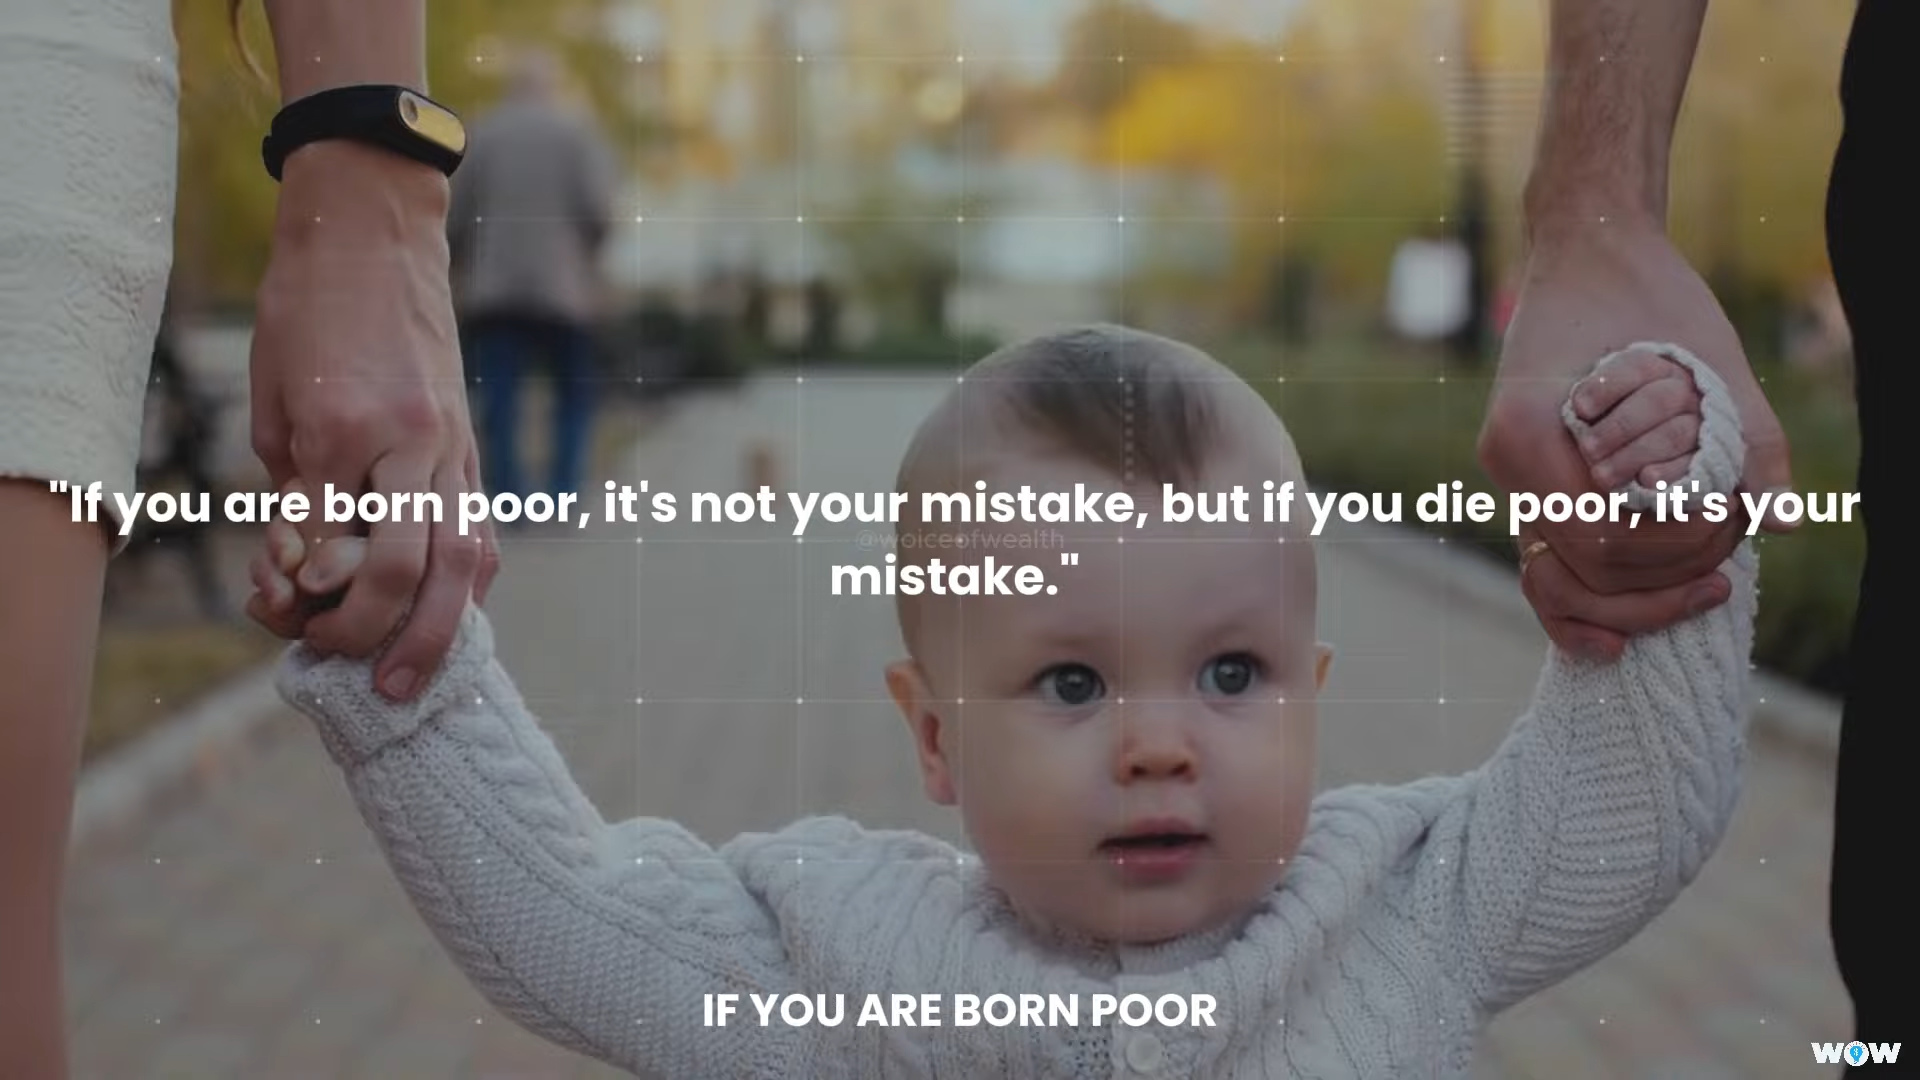 "If you are born poor, it's not your mistake, but if you die poor, it's your
@woiceofwealth
mistake."
IF YOU ARE BORN POOR
WOW